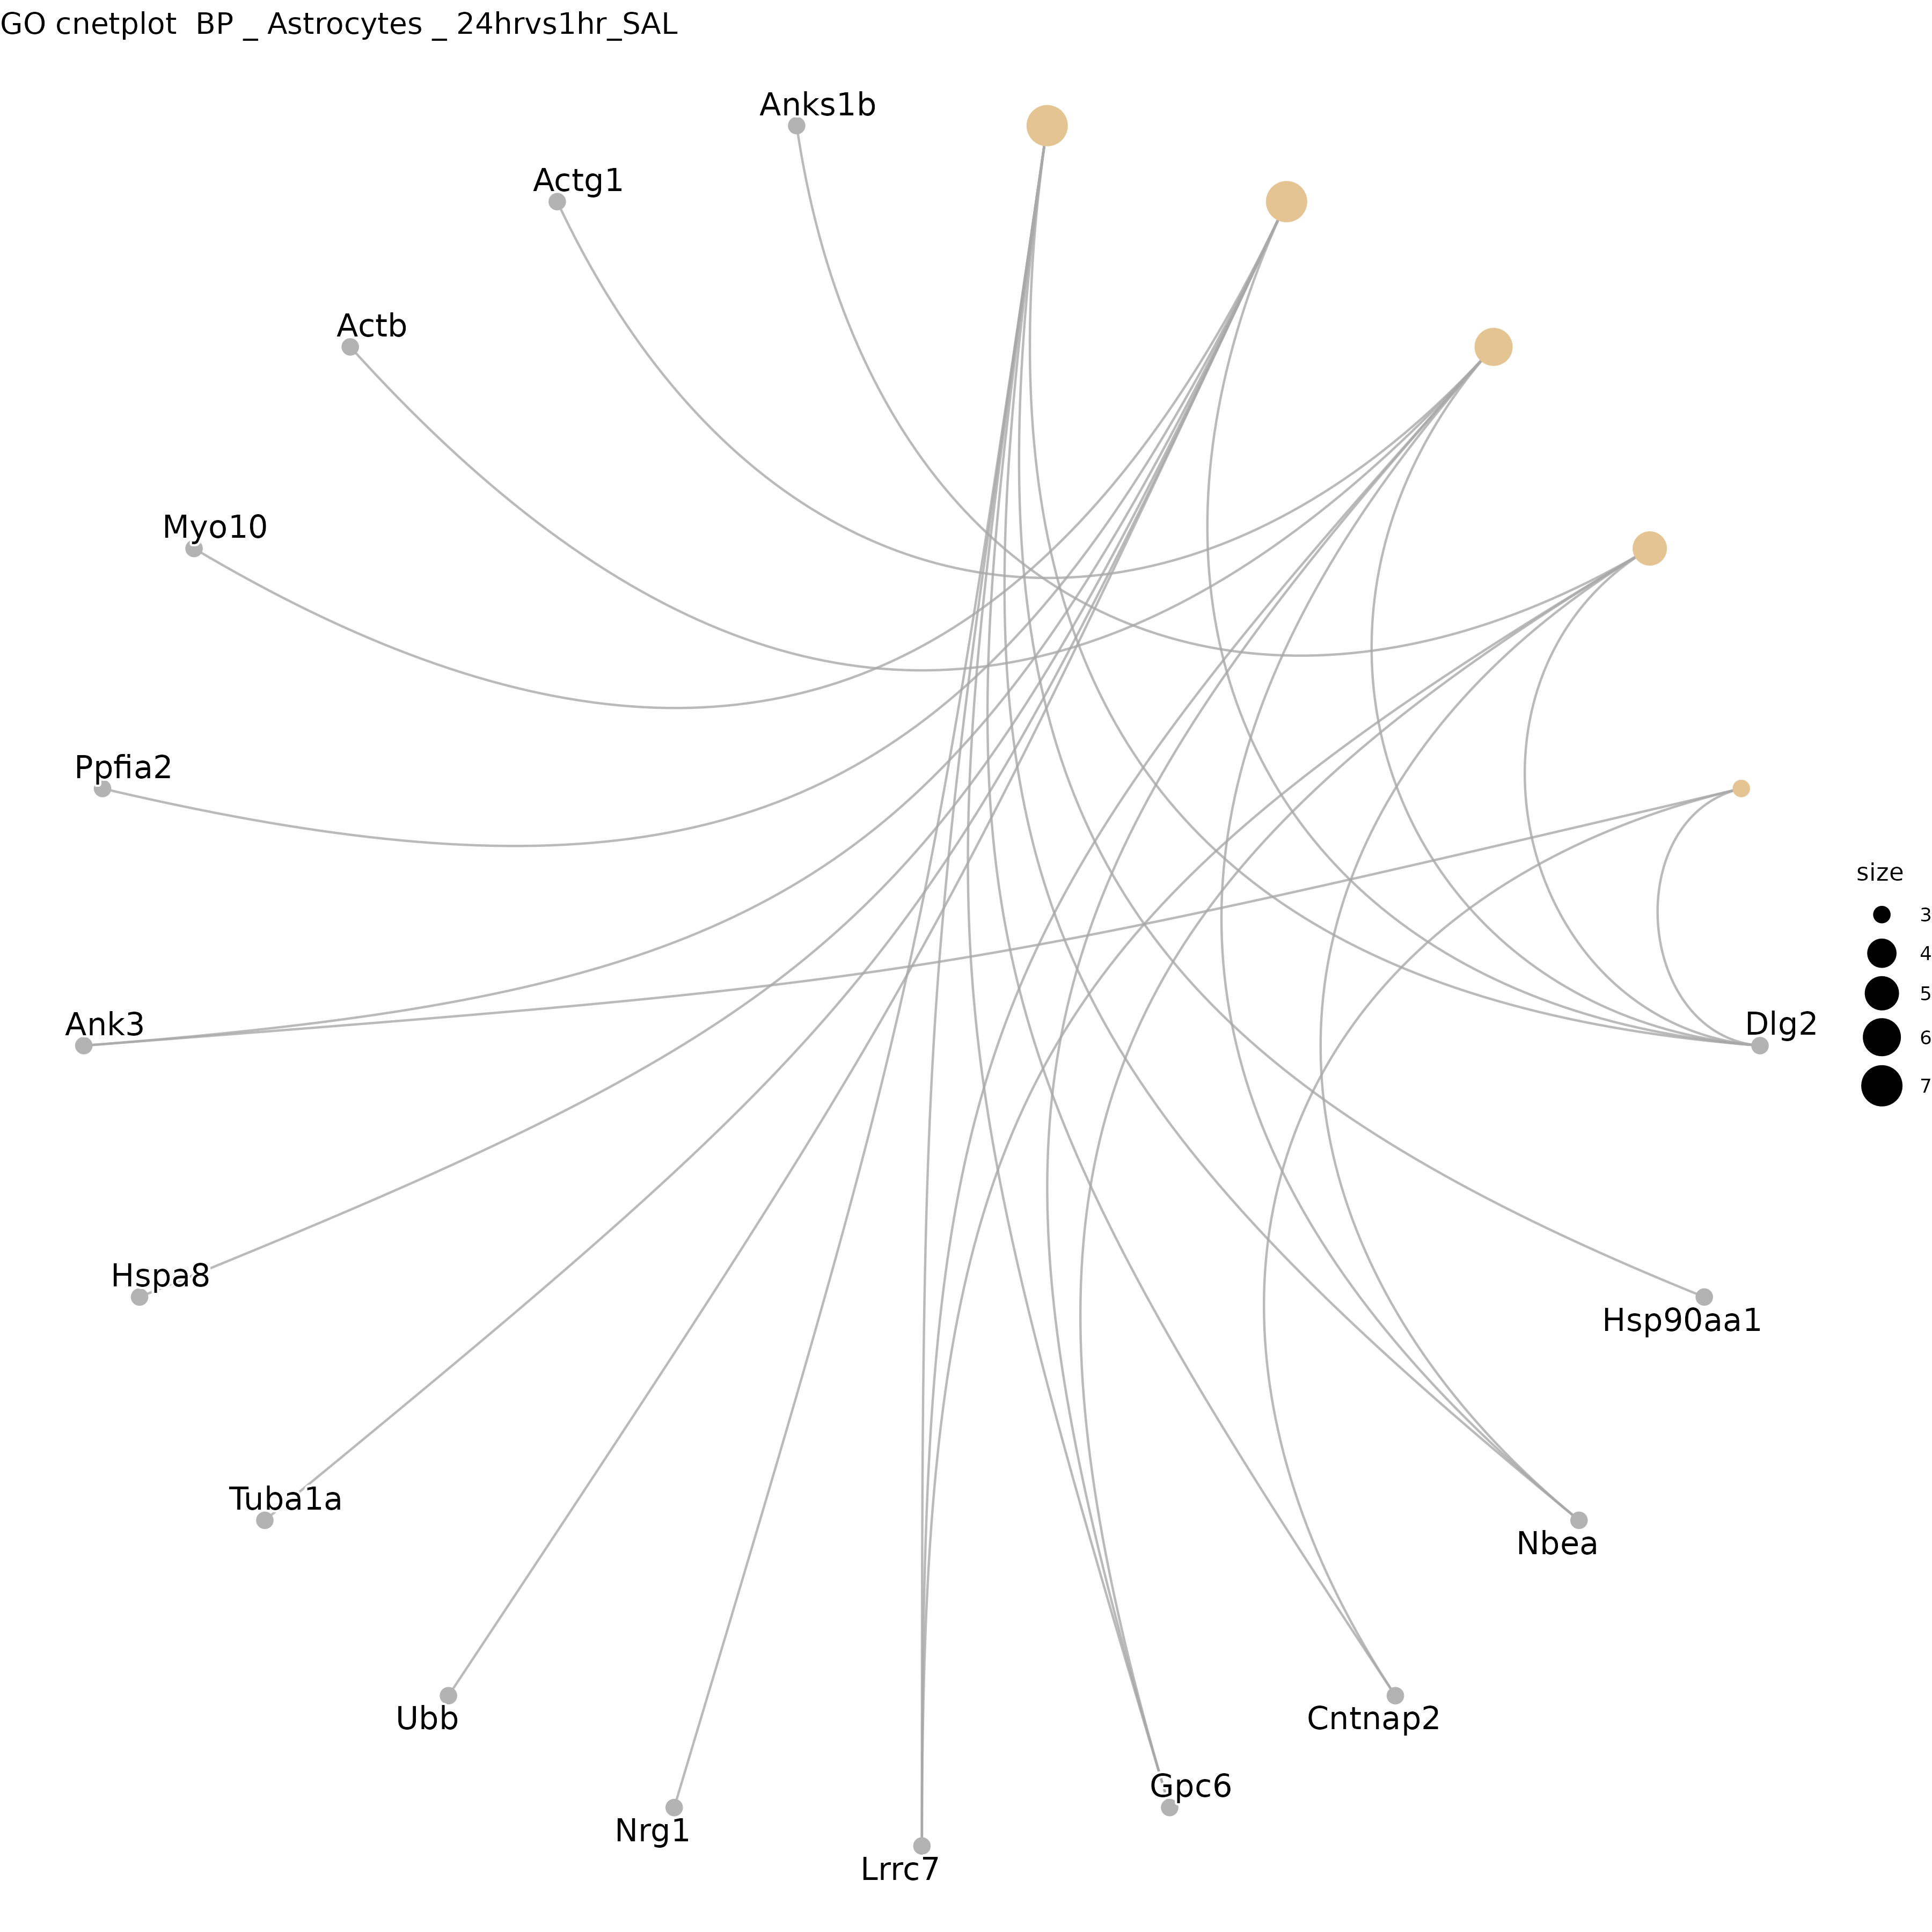 GO cnetplot  BP _ Astrocytes _ 24hrvs1hr_SAL
Anks1b
Actg1
Actb
Myo10
Ppfia2
size
3
4
5
6
7
Ank3
Dlg2
Hspa8
Hsp90aa1
Tuba1a
Nbea
Ubb
Cntnap2
Gpc6
Nrg1
Lrrc7